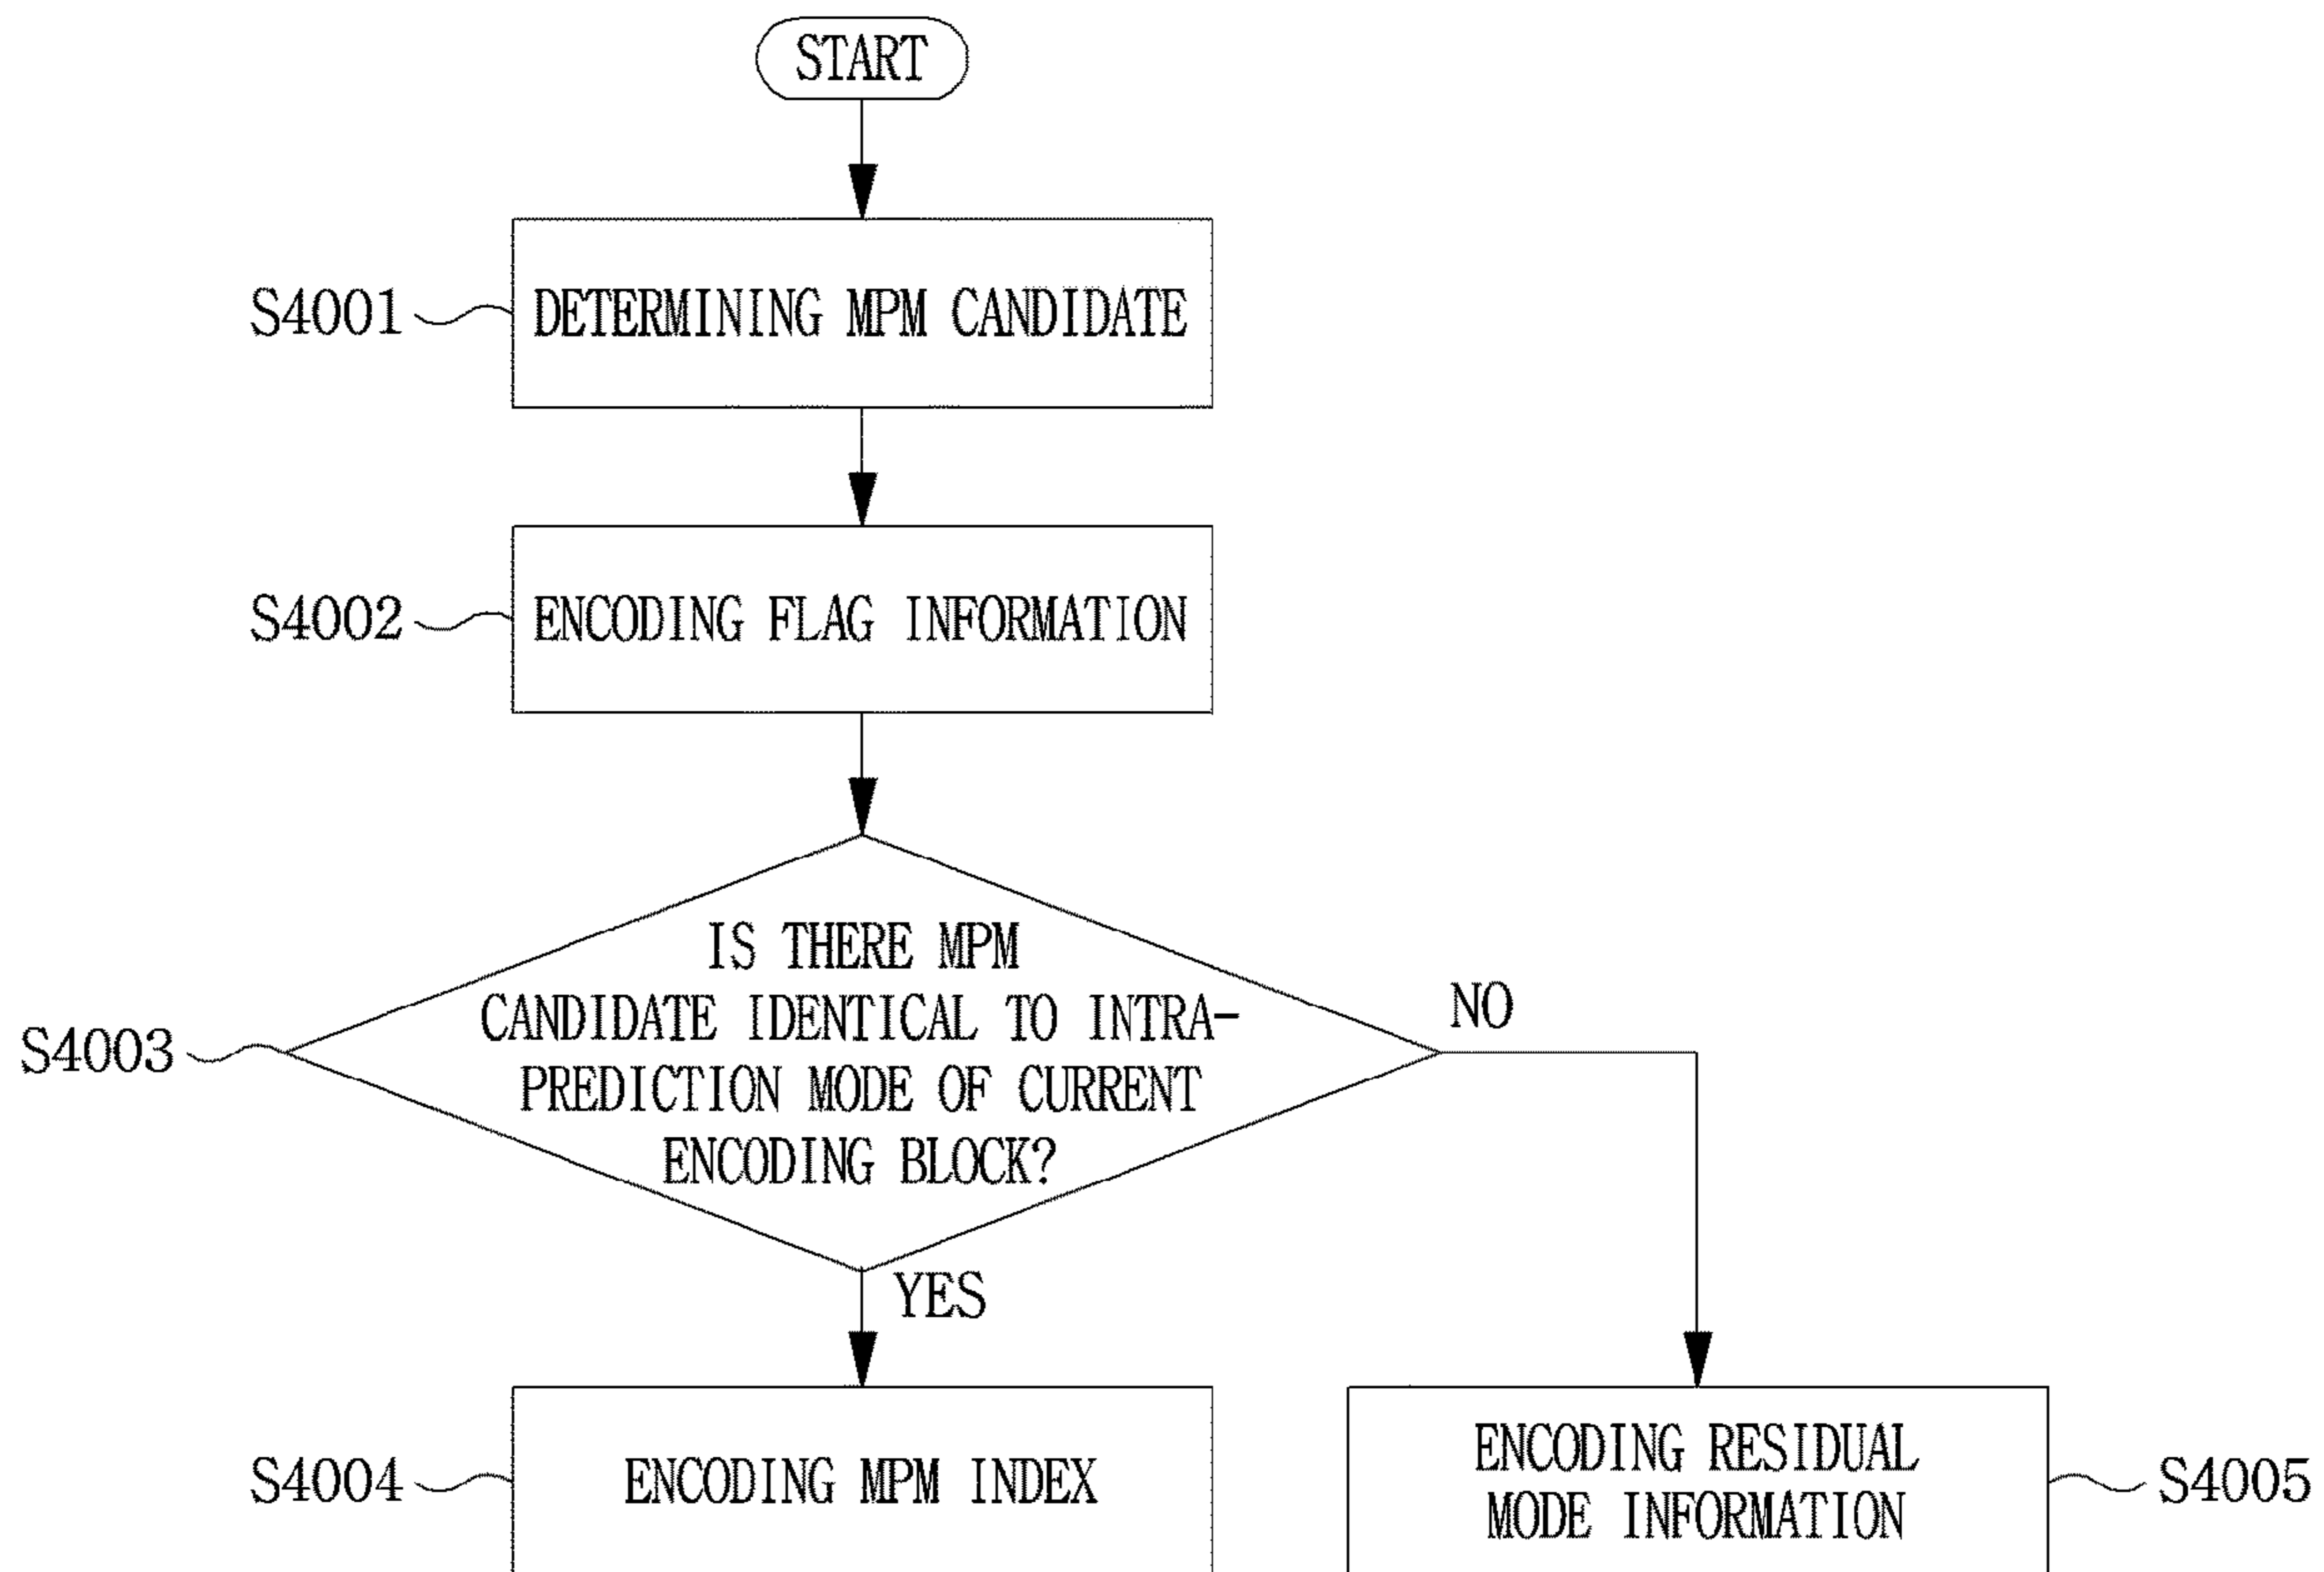 START
S4001
DETERMINING MPM CANDIDATE
S4002
ENCODING FLAG INFORMATION
IS THERE MPM
CANDIDATE IDENTICAL TO INTRA-
PREDICTION MODE OF CURRENT
ENCODING BLOCK?
S4003
NO
YES
S4004
ENCODING MPM INDEX
ENCODING RESIDUAL
MODE INFORMATION
S4005